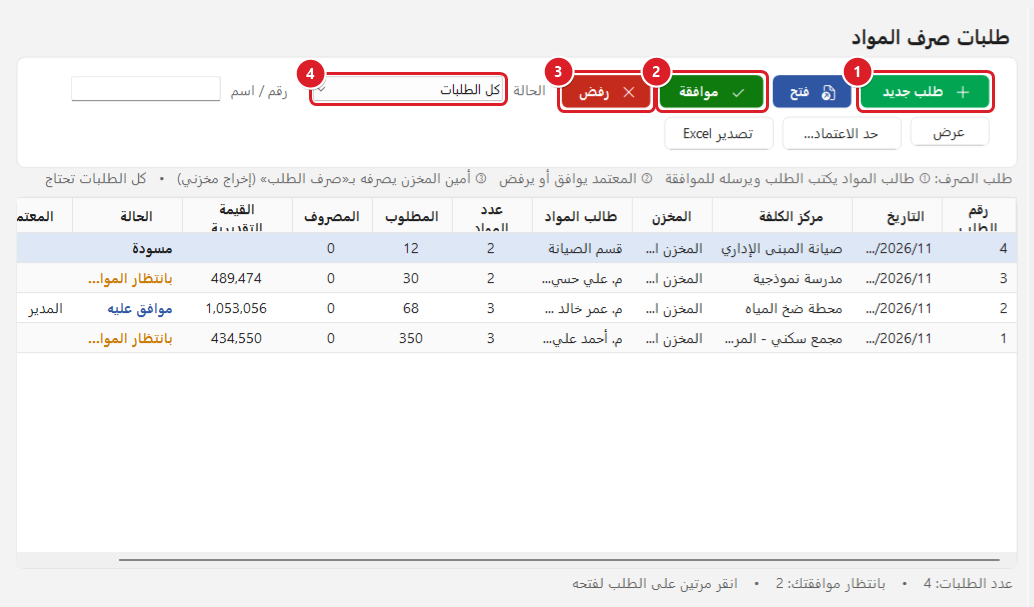 طلبات صرف المواد
1 2 3 4
طلب جديد فتح موافقة رفض الحالة كل الطلبات رقم / اسم
عرض حد الاعتماد... تصدير Excel
طلب الصرف: ① طالب المواد يكتب الطلب ويرسله للموافقة ② المعتمد يوافق أو يرفض ③ أمين المخزن يصرفه بـ«صرف الطلب» (إخراج مخزني) • كل الطلبات تحتاج
رقم الطلب التاريخ مركز الكلفة المخزن طالب المواد عدد المواد المطلوب المصروف القيمة التقديرية الحالة المعتم
4 2026/11/... صيانة المبنى الإداري المخزن ا... قسم الصيانة 2 12 0 مسودة
3 2026/11/... مدرسة نموذجية المخزن ا... م. علي حسي... 2 30 0 489,474 بانتظار الموا...
2 2026/11/... محطة ضخ المياه المخزن ا... م. عمر خالد ... 3 68 0 1,053,056 موافق عليه المدير
1 2026/11/... مجمع سكني - المر... المخزن ا... م. أحمد علي... 3 350 0 434,550 بانتظار الموا...
عدد الطلبات: 4 • بانتظار موافقتك: 2 • انقر مرتين على الطلب لفتحه